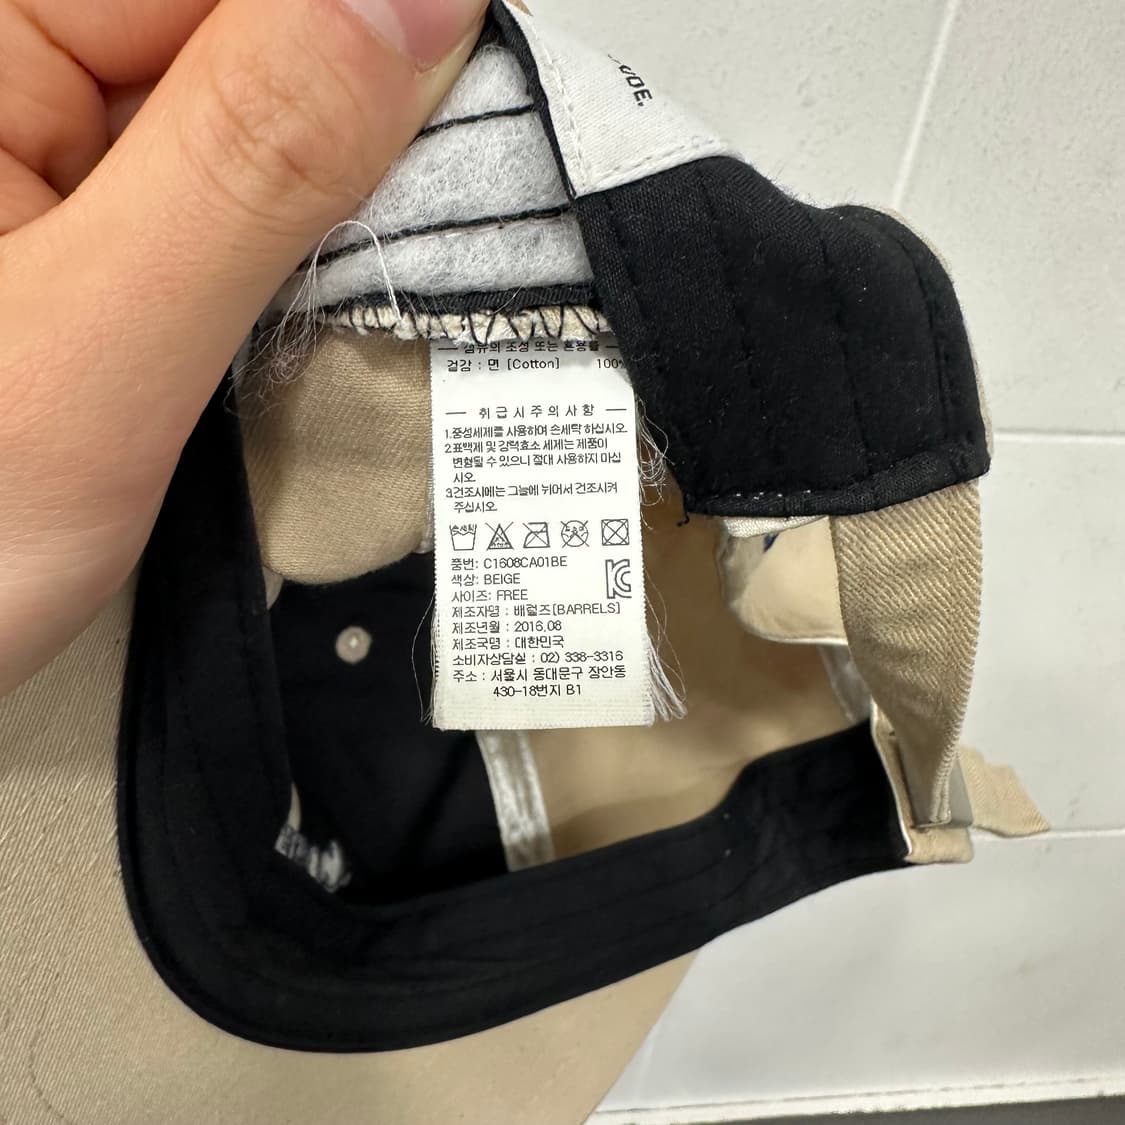 섬유의 조성 또는 혼용률
겉감 : 면 [Cotton] 100%
취급시주의사항
1.중성세제를 사용하여 손세탁 하십시오.
2.표백제 및 강력효소 세제는 제품이
변형될 수 있으니 절대 사용하지 마십
시오.
3.건조시에는 그늘에 뉘어서 건조시켜
주십시오.
품번: C1608CA01BE
색상: BEIGE
사이즈: FREE
제조자명 : 배럴즈[BARRELS]
제조년월 : 2016.08
제조국명 : 대한민국
소비자상담실 : 02) 338-3316
주소 : 서울시 동대문구 장안동
430-18번지 B1